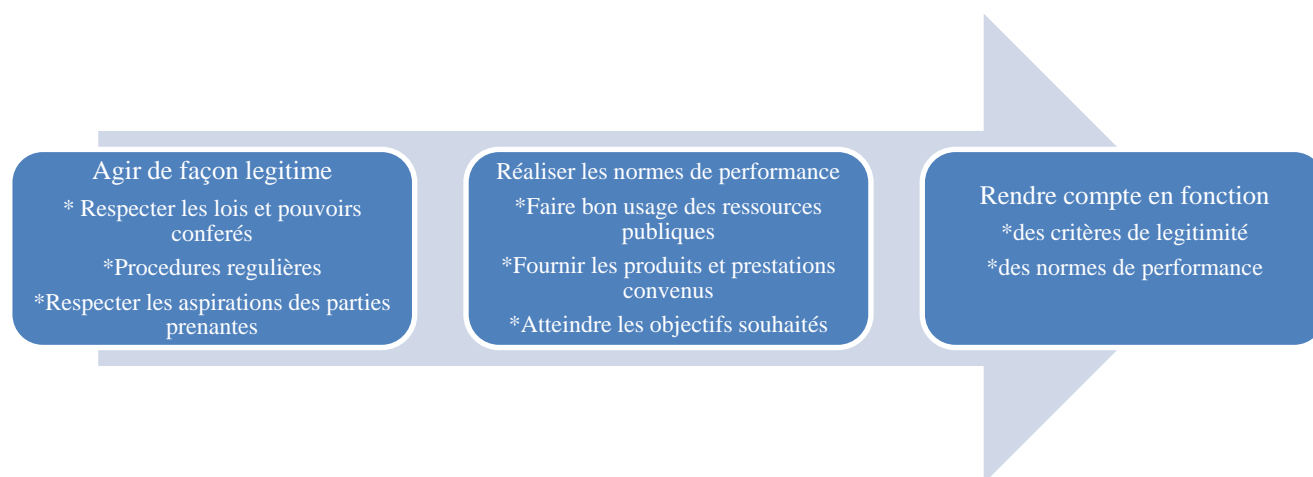 Agir de façon legitime
* Respecter les lois et pouvoirs
conferés
*Procedures regulières
*Respecter les aspirations des parties
prenantes
Réaliser les normes de performance
*Faire bon usage des ressources
publiques
*Fournir les produits et prestations
convenus
*Atteindre les objectifs souhaités
Rendre compte en fonction
*des critères de legitimité
*des normes de performance